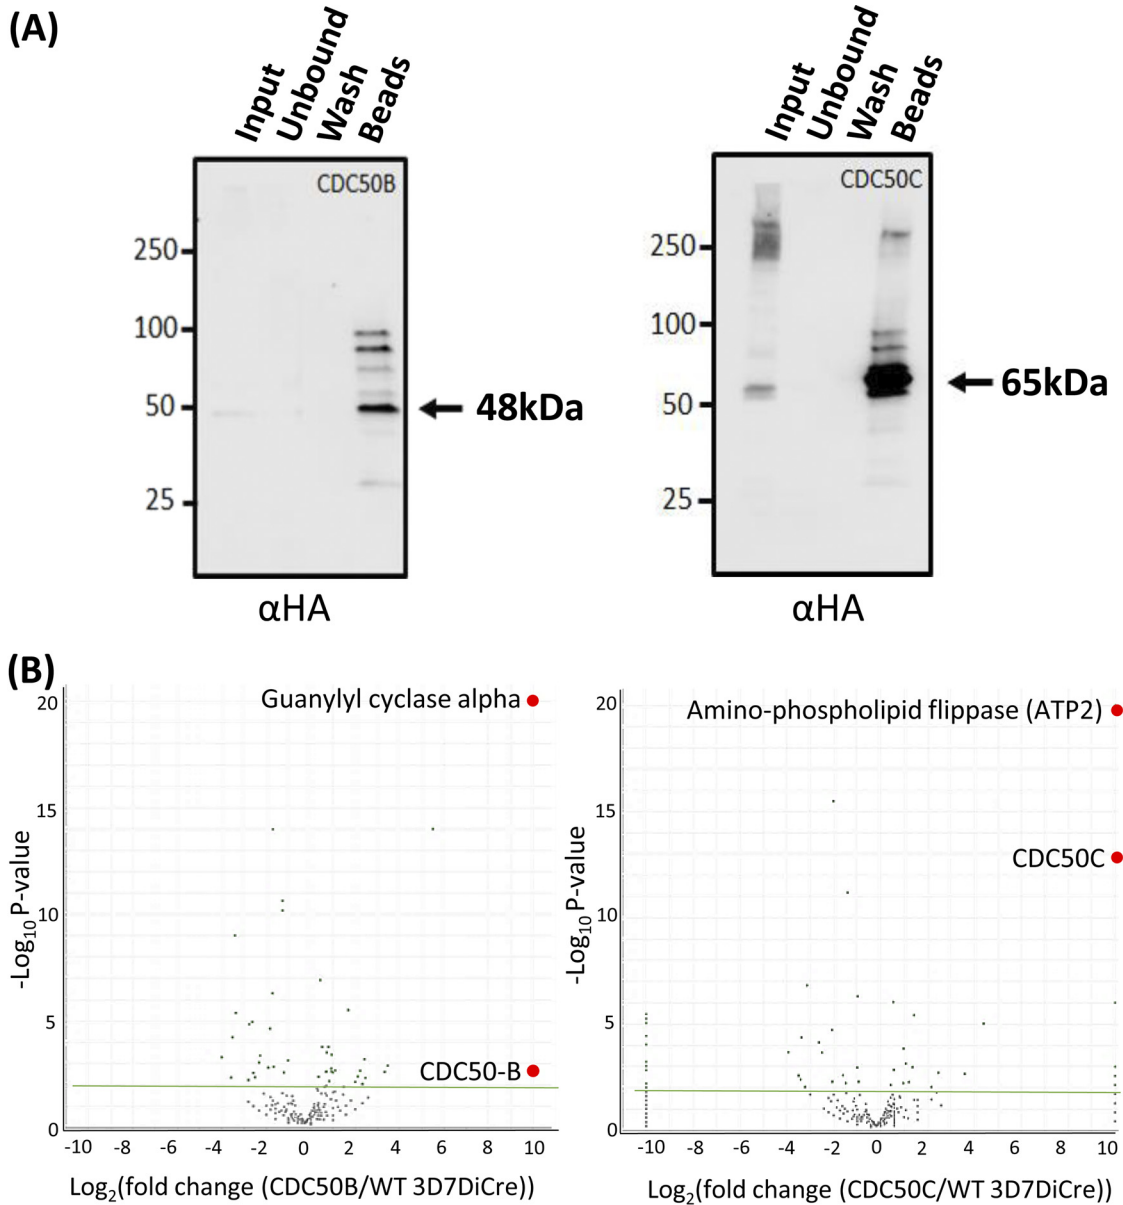 (A)
Input Unbound Wash Beads
CDC50B
250
100
50
25
48kDa
αHA
Input Unbound Wash Beads
CDC50C
250
100
50
25
65kDa
αHA
(B)
Guanylyl cyclase alpha
CDC50-B
-Log10P-value
20
15
10
5
0
-10 -8 -6 -4 -2 0 2 4 6 8 10
Log2(fold change (CDC50B/WT 3D7DiCre))
Amino-phospholipid flippase (ATP2)
CDC50C
-Log10P-value
20
15
10
5
0
-10 -8 -6 -4 -2 0 2 4 6 8 10
Log2(fold change (CDC50C/WT 3D7DiCre))